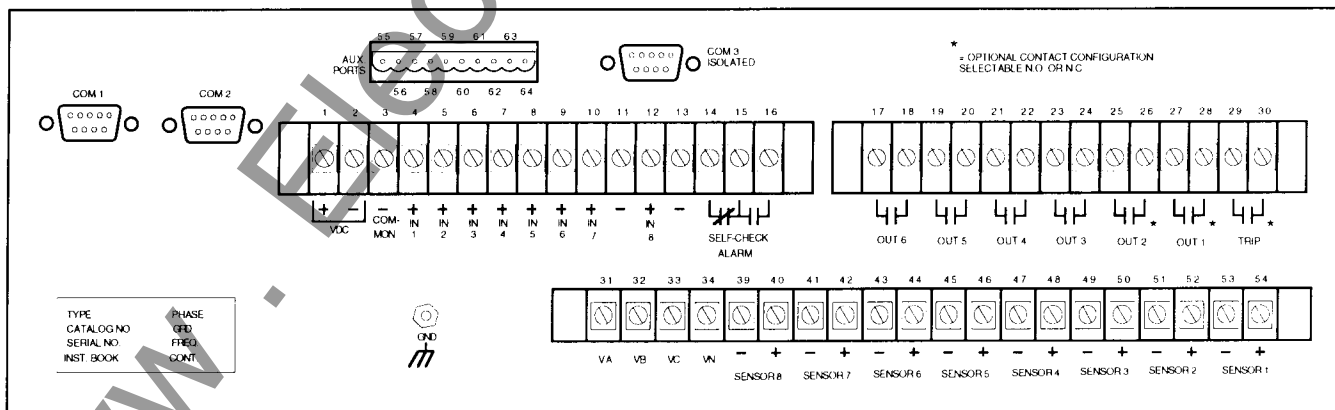 55 57 59 61 63
AUX. PORTS
56 58 60 62 64
COM 3
ISOLATED
*
= OPTIONAL CONTACT CONFIGURATION
SELECTABLE N.O. OR N.C.
COM 1
COM 2
1 2 3 4 5 6 7 8 9 10 11 12 13 14 15 16
17 18 19 20 21 22 23 24 25 26 27 28 29 30
+ - - + + + + + + + - + -
VDC
COM-
MON
IN
1
IN
2
IN
3
IN
4
IN
5
IN
6
IN
7
IN
8
SELF-CHECK
ALARM
OUT 6
OUT 5
OUT 4
OUT 3
OUT 2 *
OUT 1 *
TRIP *
31 32 33 34 39 40 41 42 43 44 45 46 47 48 49 50 51 52 53 54
VA VB VC VN - + - + - + - + - + - + - + - +
SENSOR 8 SENSOR 7 SENSOR 6 SENSOR 5 SENSOR 4 SENSOR 3 SENSOR 2 SENSOR 1
TYPE PHASE
CATALOG NO GRD
SERIAL NO. FREQ
INST. BOOK CONT
GND
www . Elec